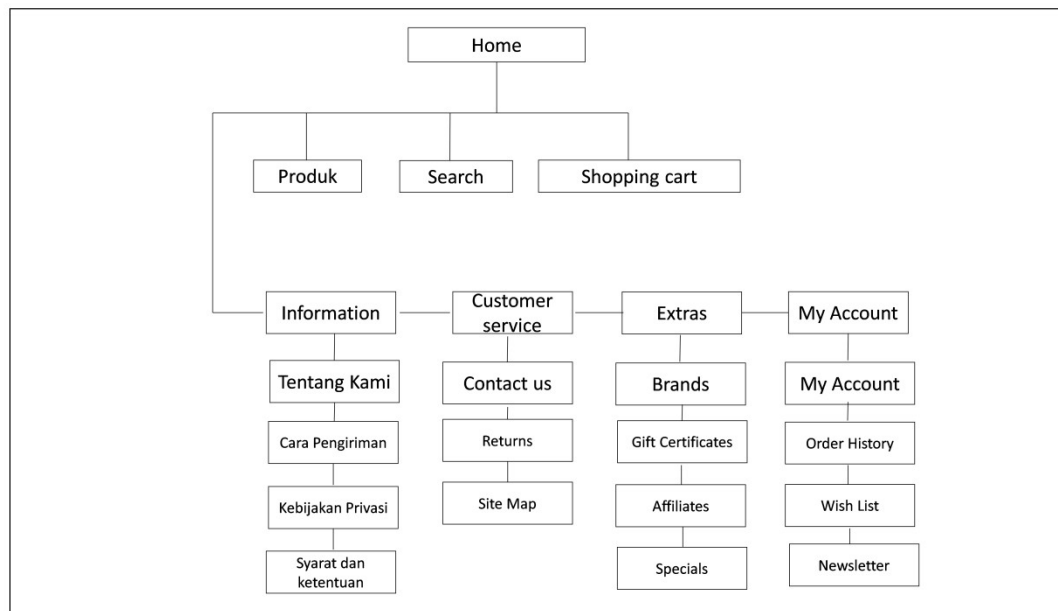 Home
Produk
Search
Shopping cart
Information
Customer
service
Extras
My Account
Tentang Kami
Contact us
Brands
My Account
Cara Pengiriman
Returns
Gift Certificates
Order History
Kebijakan Privasi
Site Map
Affiliates
Wish List
Syarat dan
ketentuan
Specials
Newsletter